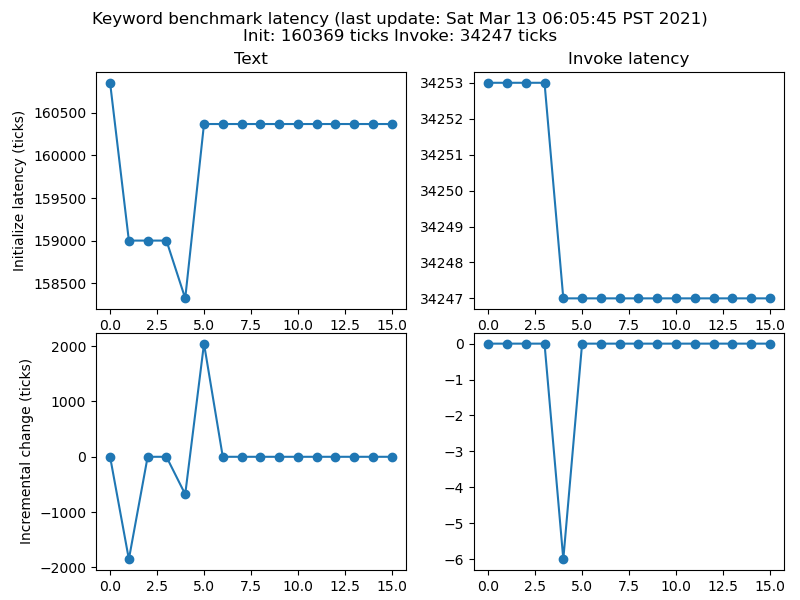 Keyword benchmark latency (last update: Sat Mar 13 06:05:45 PST 2021)
Init: 160369 ticks Invoke: 34247 ticks
Text
Initialize latency (ticks)
160500
160000
159500
159000
158500
0.0 2.5 5.0 7.5 10.0 12.5 15.0
Invoke latency
34253
34252
34251
34250
34249
34248
34247
0.0 2.5 5.0 7.5 10.0 12.5 15.0
Incremental change (ticks)
2000
1000
0
−1000
−2000
0.0 2.5 5.0 7.5 10.0 12.5 15.0
0
−1
−2
−3
−4
−5
−6
0.0 2.5 5.0 7.5 10.0 12.5 15.0